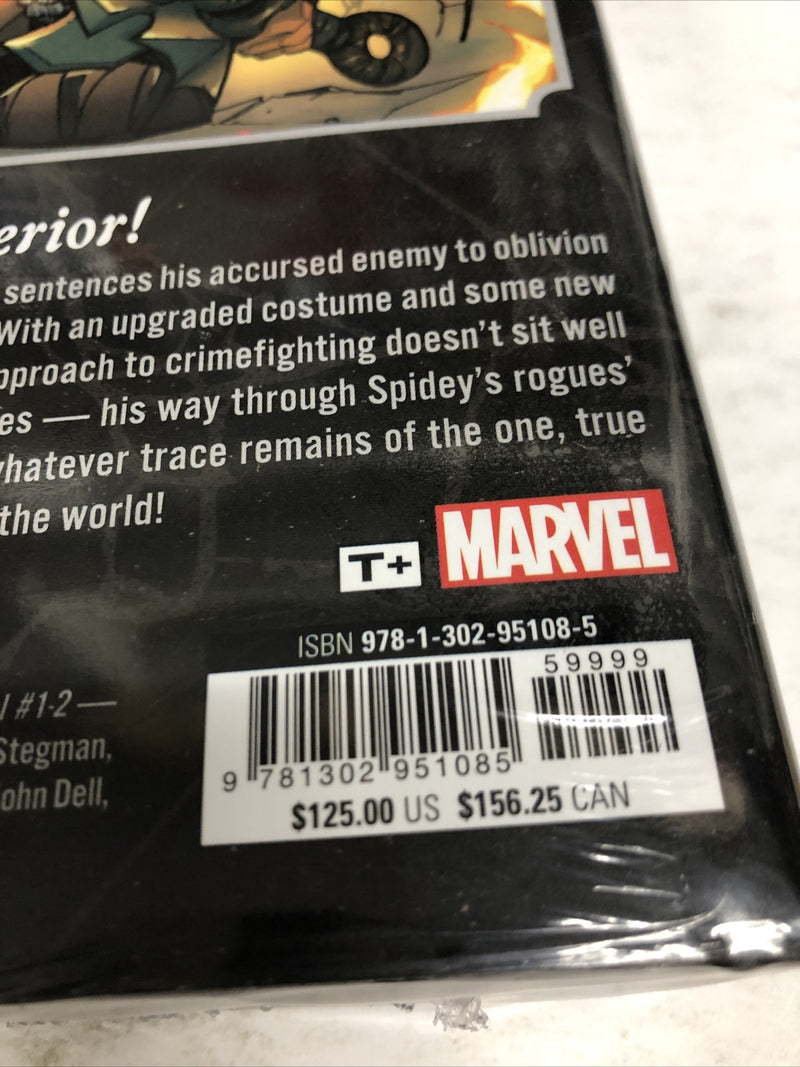 erior!
sentences his accursed enemy to oblivion
With an upgraded costume and some new
pproach to crimefighting doesn't sit well
es — his way through Spidey's rogues'
whatever trace remains of the one, true
the world!
T+ MARVEL
ISBN 978-1-302-95108-5
59999
9 781302 951085
$125.00 US $156.25 CAN
#1-2 —
Stegman,
John Dell,